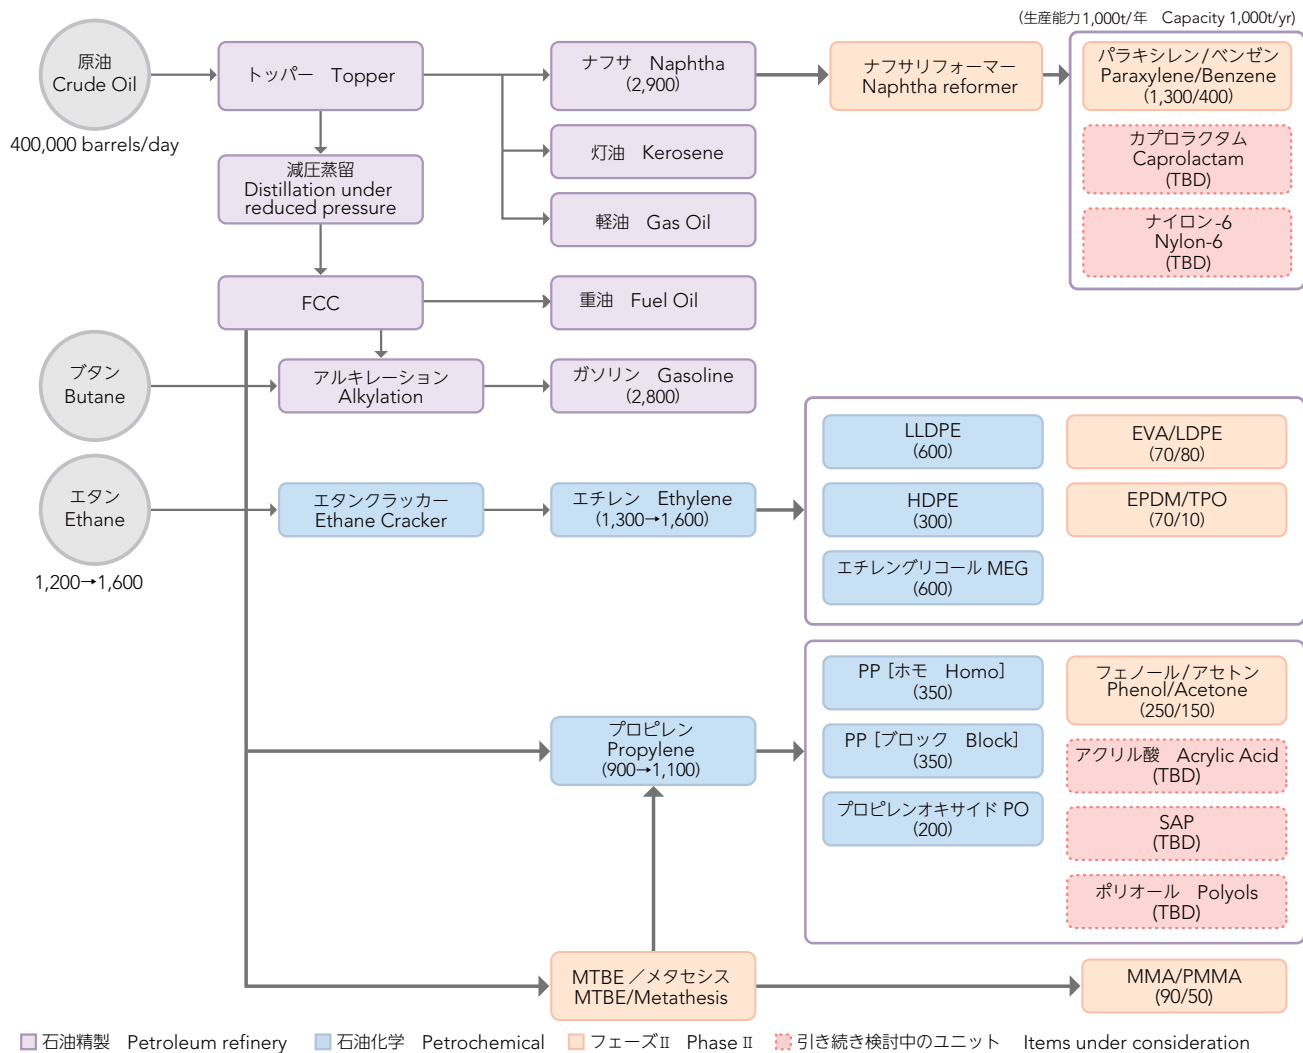 (生産能力1,000t/年　Capacity 1,000t/yr)
原油
Crude Oil
400,000 barrels/day
トッパー　Topper
ナフサ　Naphtha
(2,900)
ナフサリフォーマー
Naphtha reformer
パラキシレン/ベンゼン
Paraxylene/Benzene
(1,300/400)
カプロラクタム
Caprolactam
(TBD)
ナイロン-6
Nylon-6
(TBD)
灯油　Kerosene
減圧蒸留
Distillation under
reduced pressure
軽油　Gas Oil
FCC
重油　Fuel Oil
ブタン
Butane
アルキレーション
Alkylation
ガソリン　Gasoline
(2,800)
エタン
Ethane
1,200→1,600
エタンクラッカー
Ethane Cracker
エチレン　Ethylene
(1,300→1,600)
LLDPE
(600)
HDPE
(300)
エチレングリコール MEG
(600)
EVA/LDPE
(70/80)
EPDM/TPO
(70/10)
プロピレン
Propylene
(900→1,100)
PP [ホモ　Homo]
(350)
PP [ブロック　Block]
(350)
プロピレンオキサイド PO
(200)
フェノール/アセトン
Phenol/Acetone
(250/150)
アクリル酸　Acrylic Acid
(TBD)
SAP
(TBD)
ポリオール　Polyols
(TBD)
MTBE／メタセシス
MTBE/Metathesis
MMA/PMMA
(90/50)
石油精製　Petroleum refinery
石油化学　Petrochemical
フェーズⅡ　Phase Ⅱ
引き続き検討中のユニット　Items under consideration